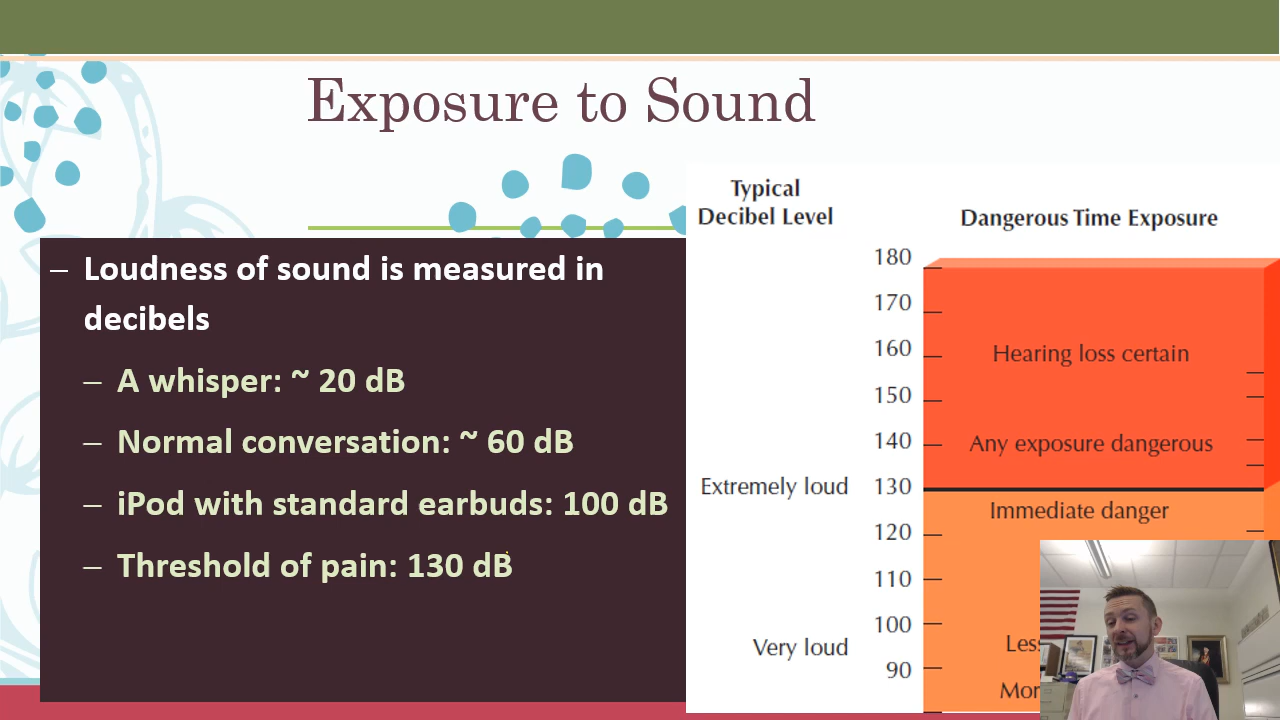 Exposure to Sound
– Loudness of sound is measured in
decibels
– A whisper: ~ 20 dB
– Normal conversation: ~ 60 dB
– iPod with standard earbuds: 100 dB
– Threshold of pain: 130 dB
Typical
Decibel Level
Dangerous Time Exposure
180
170
160
Hearing loss certain
150
140
Any exposure dangerous
Extremely loud
130
Immediate danger
120
110
100
Very loud
90